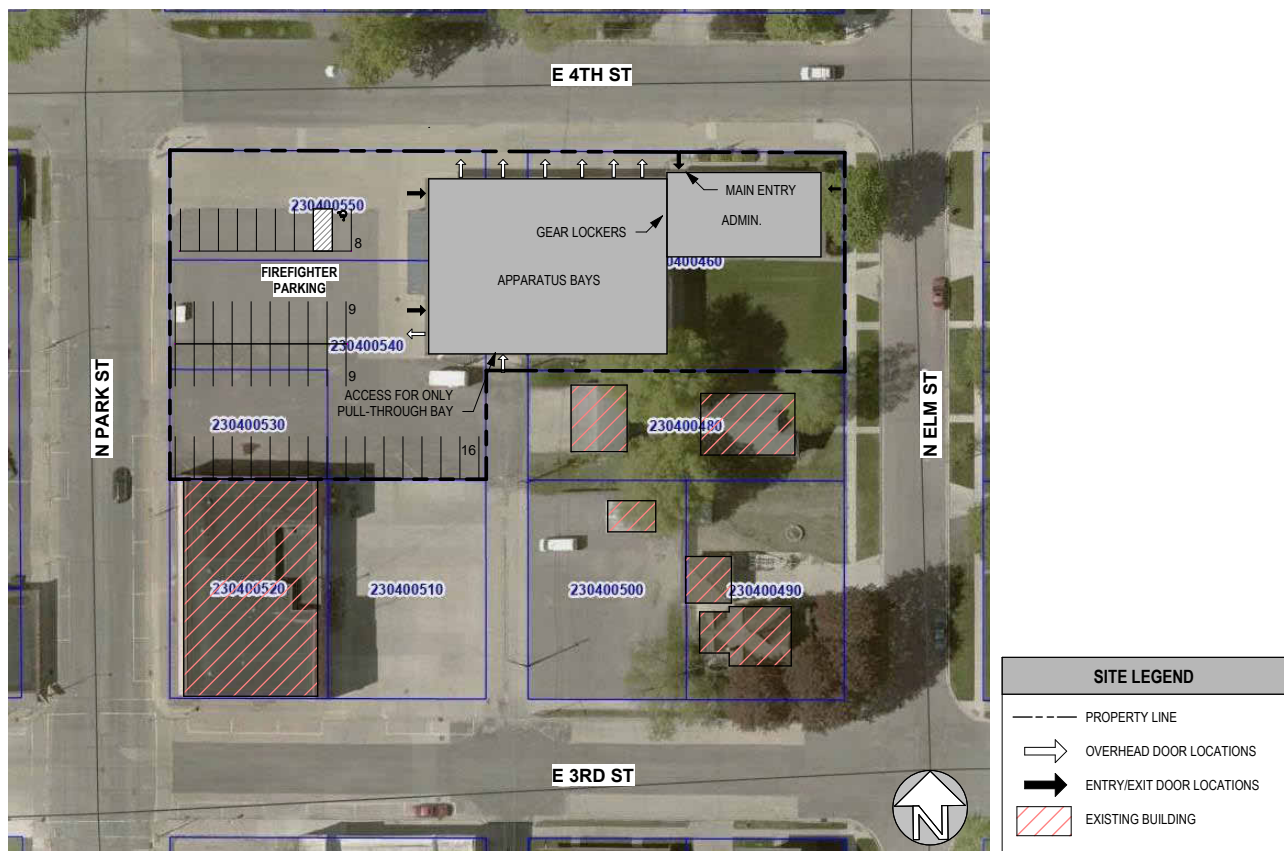 E 4TH ST
MAIN ENTRY
230400550
ADMIN.
GEAR LOCKERS
8
FIREFIGHTER
PARKING
00460
APPARATUS BAYS
9
230400540
9
ACCESS FOR ONLY
PULL-THROUGH BAY
N PARK ST
N ELM ST
230400530
230400480
16
230400520
230400510
230400500
230400490
E 3RD ST
N
SITE LEGEND
PROPERTY LINE
OVERHEAD DOOR LOCATIONS
ENTRY/EXIT DOOR LOCATIONS
EXISTING BUILDING